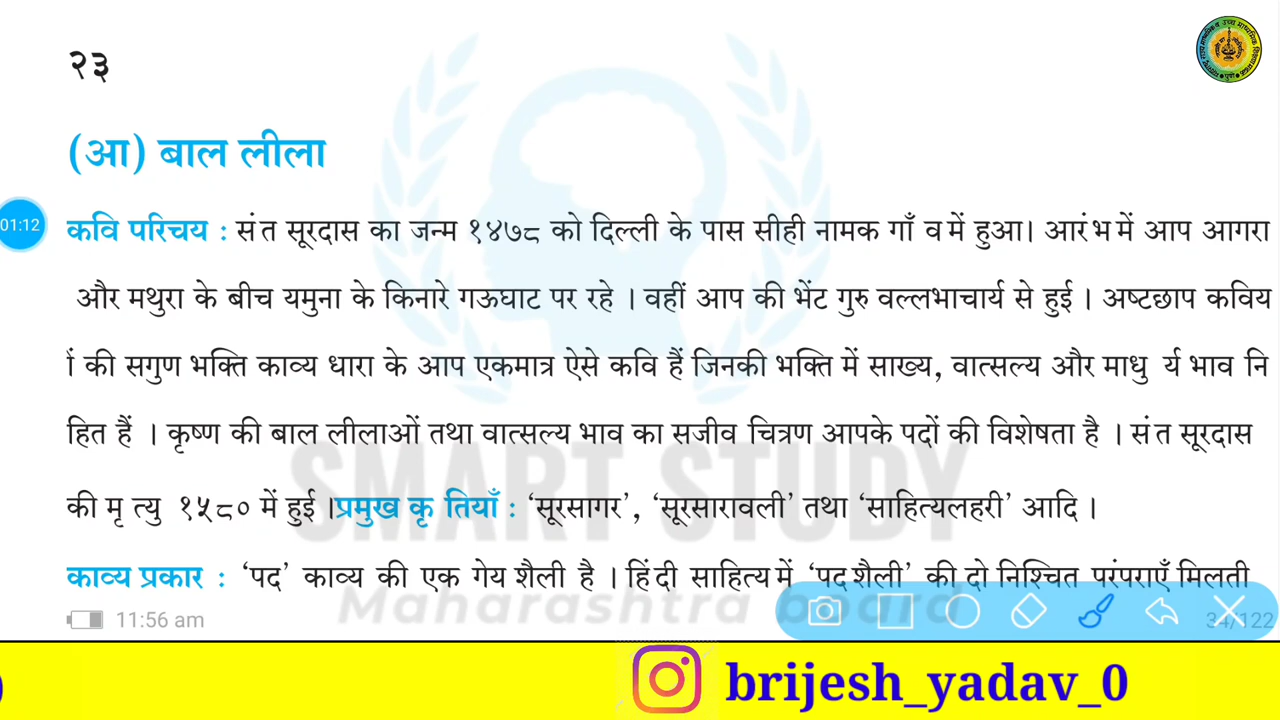 २३
(आ) बाल लीला
01:12
कवि परिचय : संत सूरदास का जन्म १४७८ को दिल्ली के पास सीही नामक गाँ व में हुआ। आरंभ में आप आगरा
और मथुरा के बीच यमुना के किनारे गऊघाट पर रहे । वहीं आप की भेंट गुरु वल्लभाचार्य से हुई । अष्टछाप कविय
ों की सगुण भक्ति काव्य धारा के आप एकमात्र ऐसे कवि हैं जिनकी भक्ति में साख्य, वात्सल्य और माधु र्य भाव नि
हित हैं । कृष्ण की बाल लीलाओं तथा वात्सल्य भाव का सजीव चित्रण आपके पदों की विशेषता है । संत सूरदास
की मृ त्यु १५८० में हुई ।प्रमुख कृ तियाँ : ‘सूरसागर’, ‘सूरसारावली’ तथा ‘साहित्यलहरी’ आदि ।
काव्य प्रकार : ‘पद’ काव्य की एक गेय शैली है । हिंदी साहित्य में ‘पद शैली’ की दो निश्चित परंपराएँ मिलती
SMART STUDY
Maharashtra board
11:56 am
34/122
brijesh_yadav_0